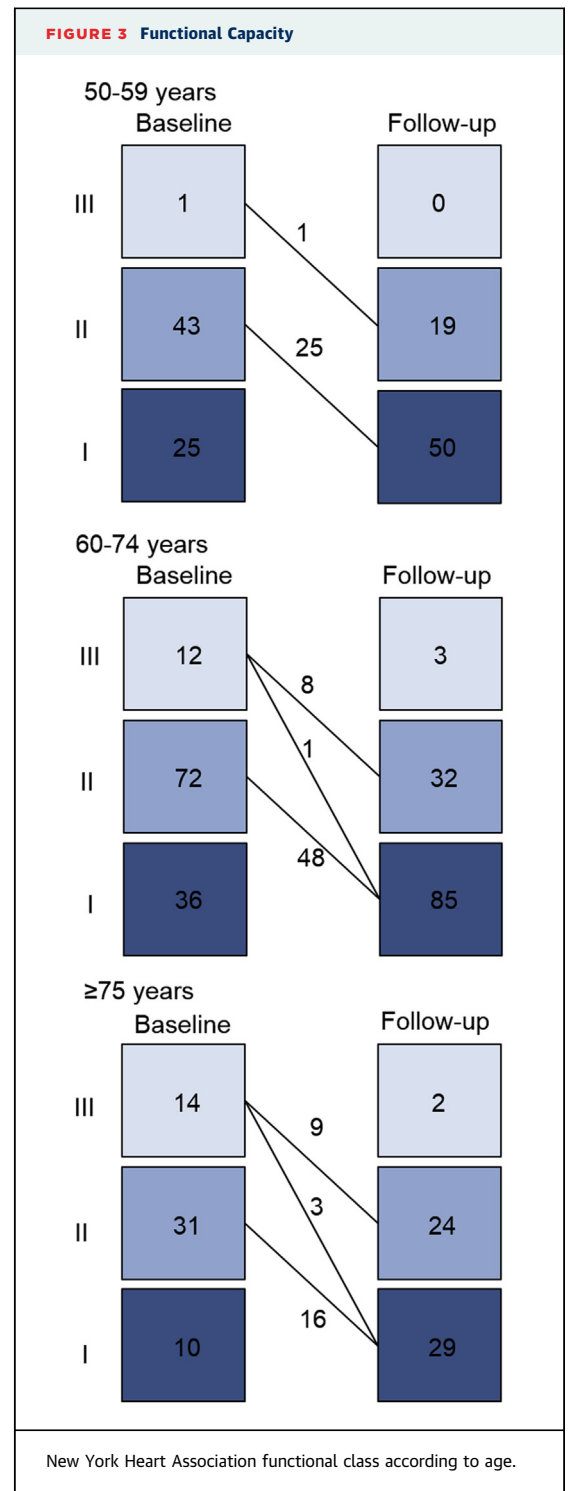 FIGURE 3 Functional Capacity
50-59 years
Baseline Follow-up
III 1 1 0
II 43 25 19
I 25 50
60-74 years
Baseline Follow-up
III 12 8 3
1
II 72 32
48
I 36 85
≥75 years
Baseline Follow-up
III 14 9 2
3
II 31 24
16
I 10 29
New York Heart Association functional class according to age.